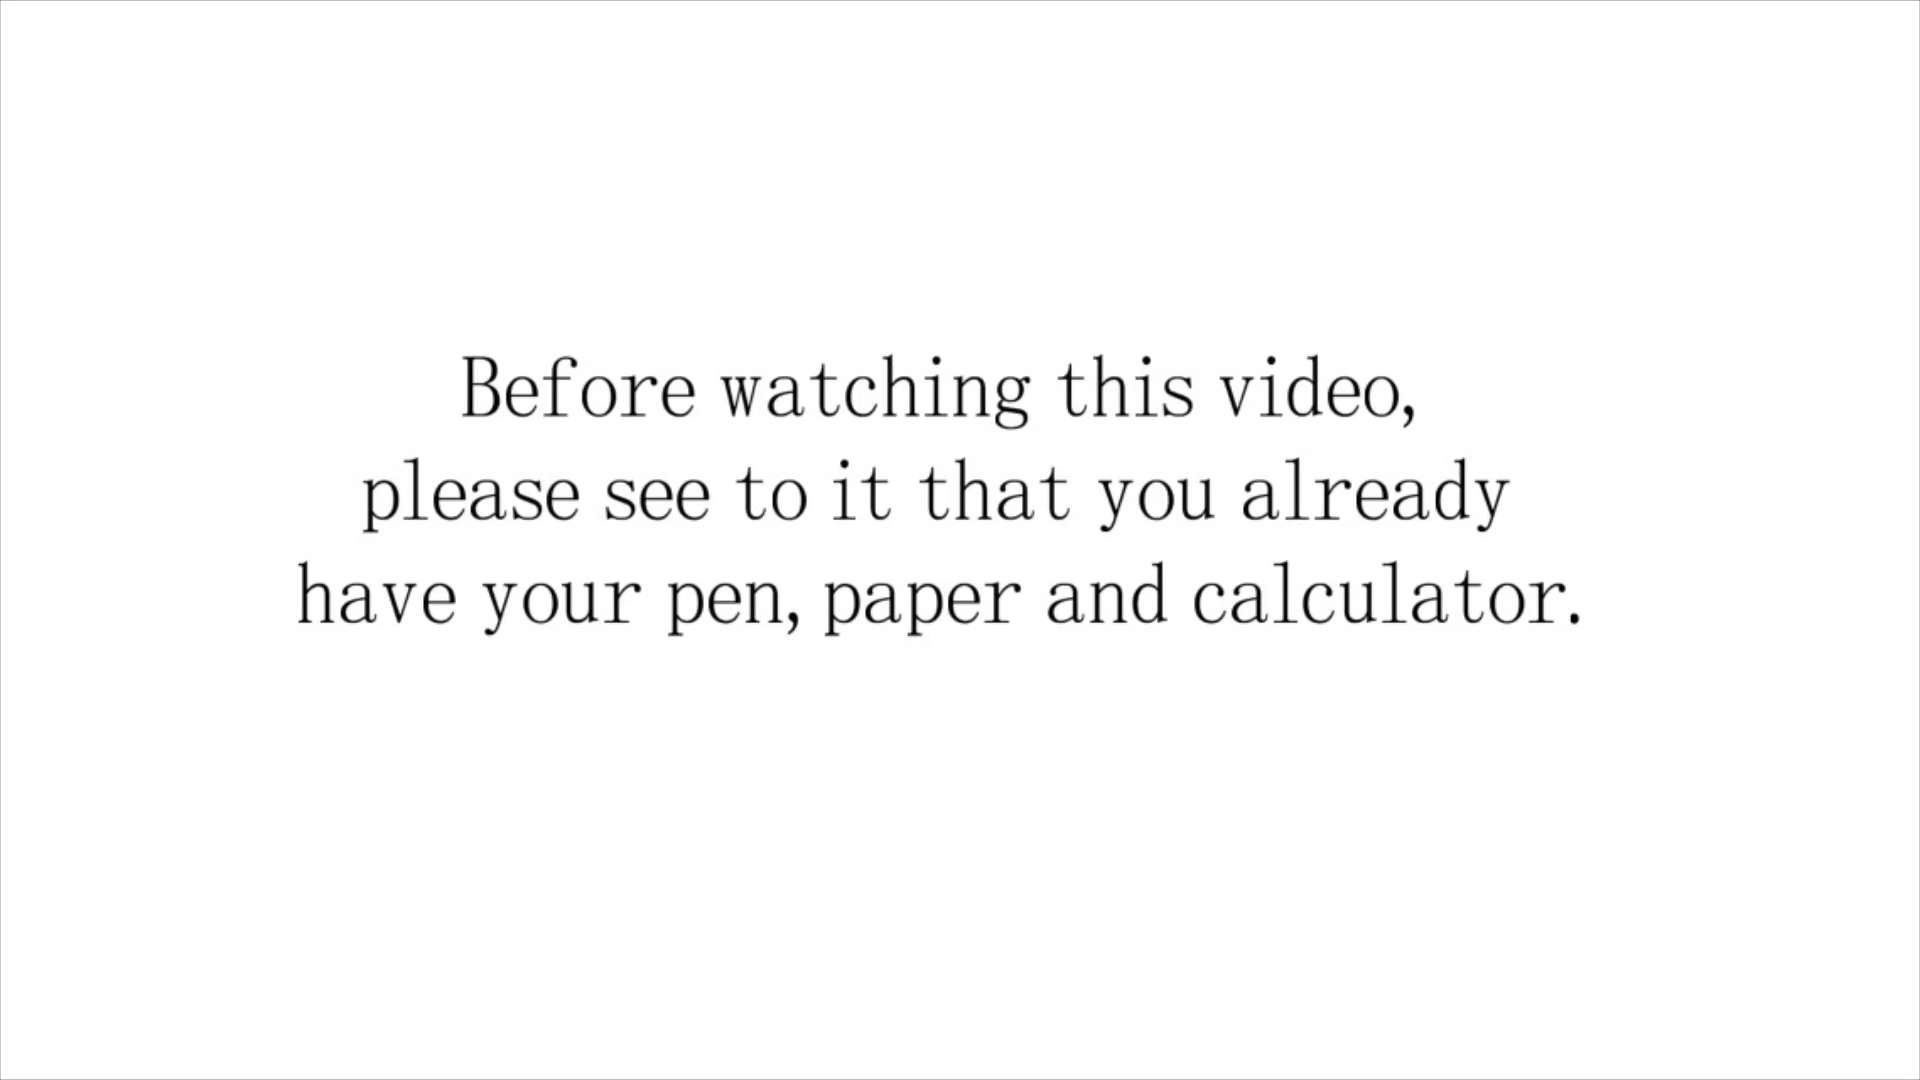 Before watching this video,
please see to it that you already
have your pen, paper and calculator.